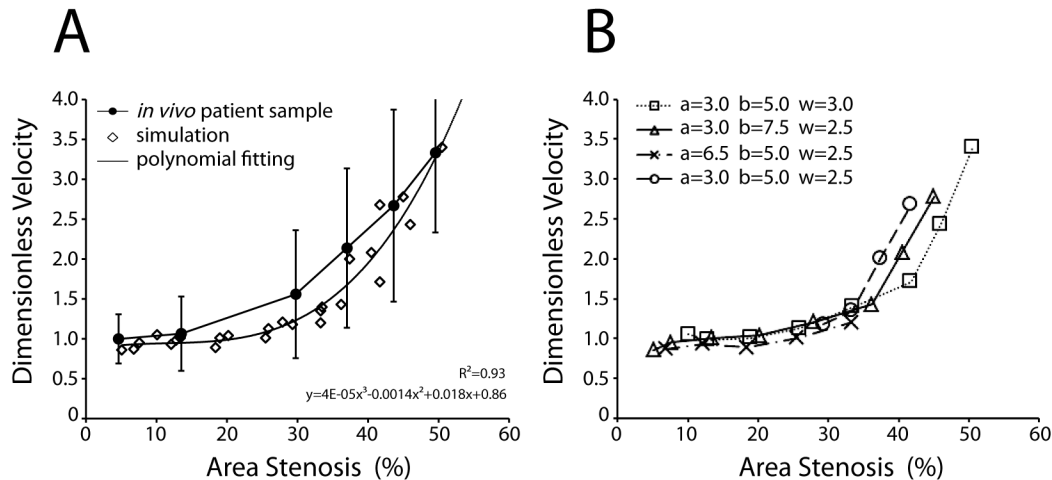 A
B
4.0
3.5
3.0
2.5
2.0
1.5
1.0
0.5
0
Dimensionless Velocity
in vivo patient sample
simulation
polynomial fitting
R²=0.93
y=4E-05x³-0.0014x²+0.018x+0.86
0 10 20 30 40 50 60
Area Stenosis (%)
4.0
3.5
3.0
2.5
2.0
1.5
1.0
0.5
0
Dimensionless Velocity
a=3.0 b=5.0 w=3.0
a=3.0 b=7.5 w=2.5
a=6.5 b=5.0 w=2.5
a=3.0 b=5.0 w=2.5
0 10 20 30 40 50 60
Area Stenosis (%)